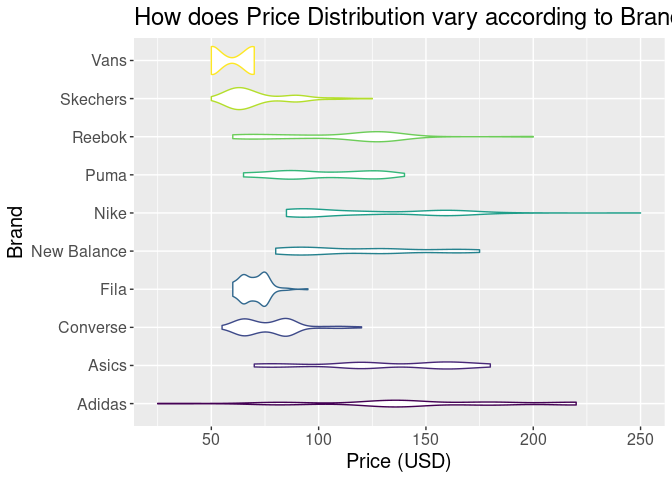 How does Price Distribution vary according to
Vans
Skechers
Reebok
Puma
Nike
New Balance
Fila
Converse
Asics
Adidas
Brand
50 100 150 200 250
Price (USD)